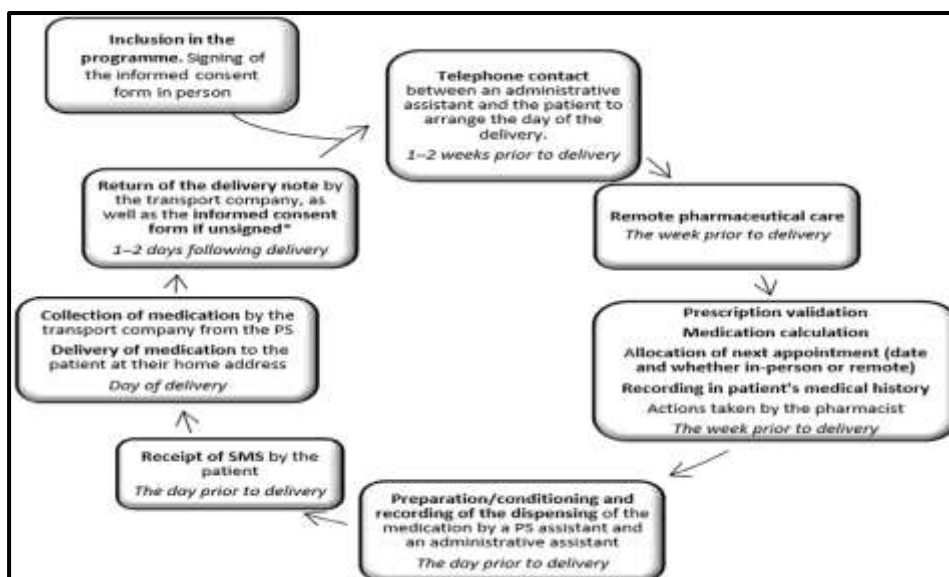 Inclusion in the
programme. Signing of
the informed consent
form in person
Telephone contact
between an administrative
assistant and the patient to
arrange the day of the
delivery.
1–2 weeks prior to delivery
Remote pharmaceutical care
The week prior to delivery
Prescription validation
Medication calculation
Allocation of next appointment (date
and whether in-person or remote)
Recording in patient's medical history
Actions taken by the pharmacist
The week prior to delivery
Preparation/conditioning and
recording of the dispensing of the
medication by a PS assistant and
an administrative assistant
The day prior to delivery
Receipt of SMS by the
patient
The day prior to delivery
Collection of medication by the
transport company from the PS
Delivery of medication to the
patient at their home address
Day of delivery
Return of the delivery note by
the transport company, as
well as the informed consent
form if unsigned*
1–2 days following delivery